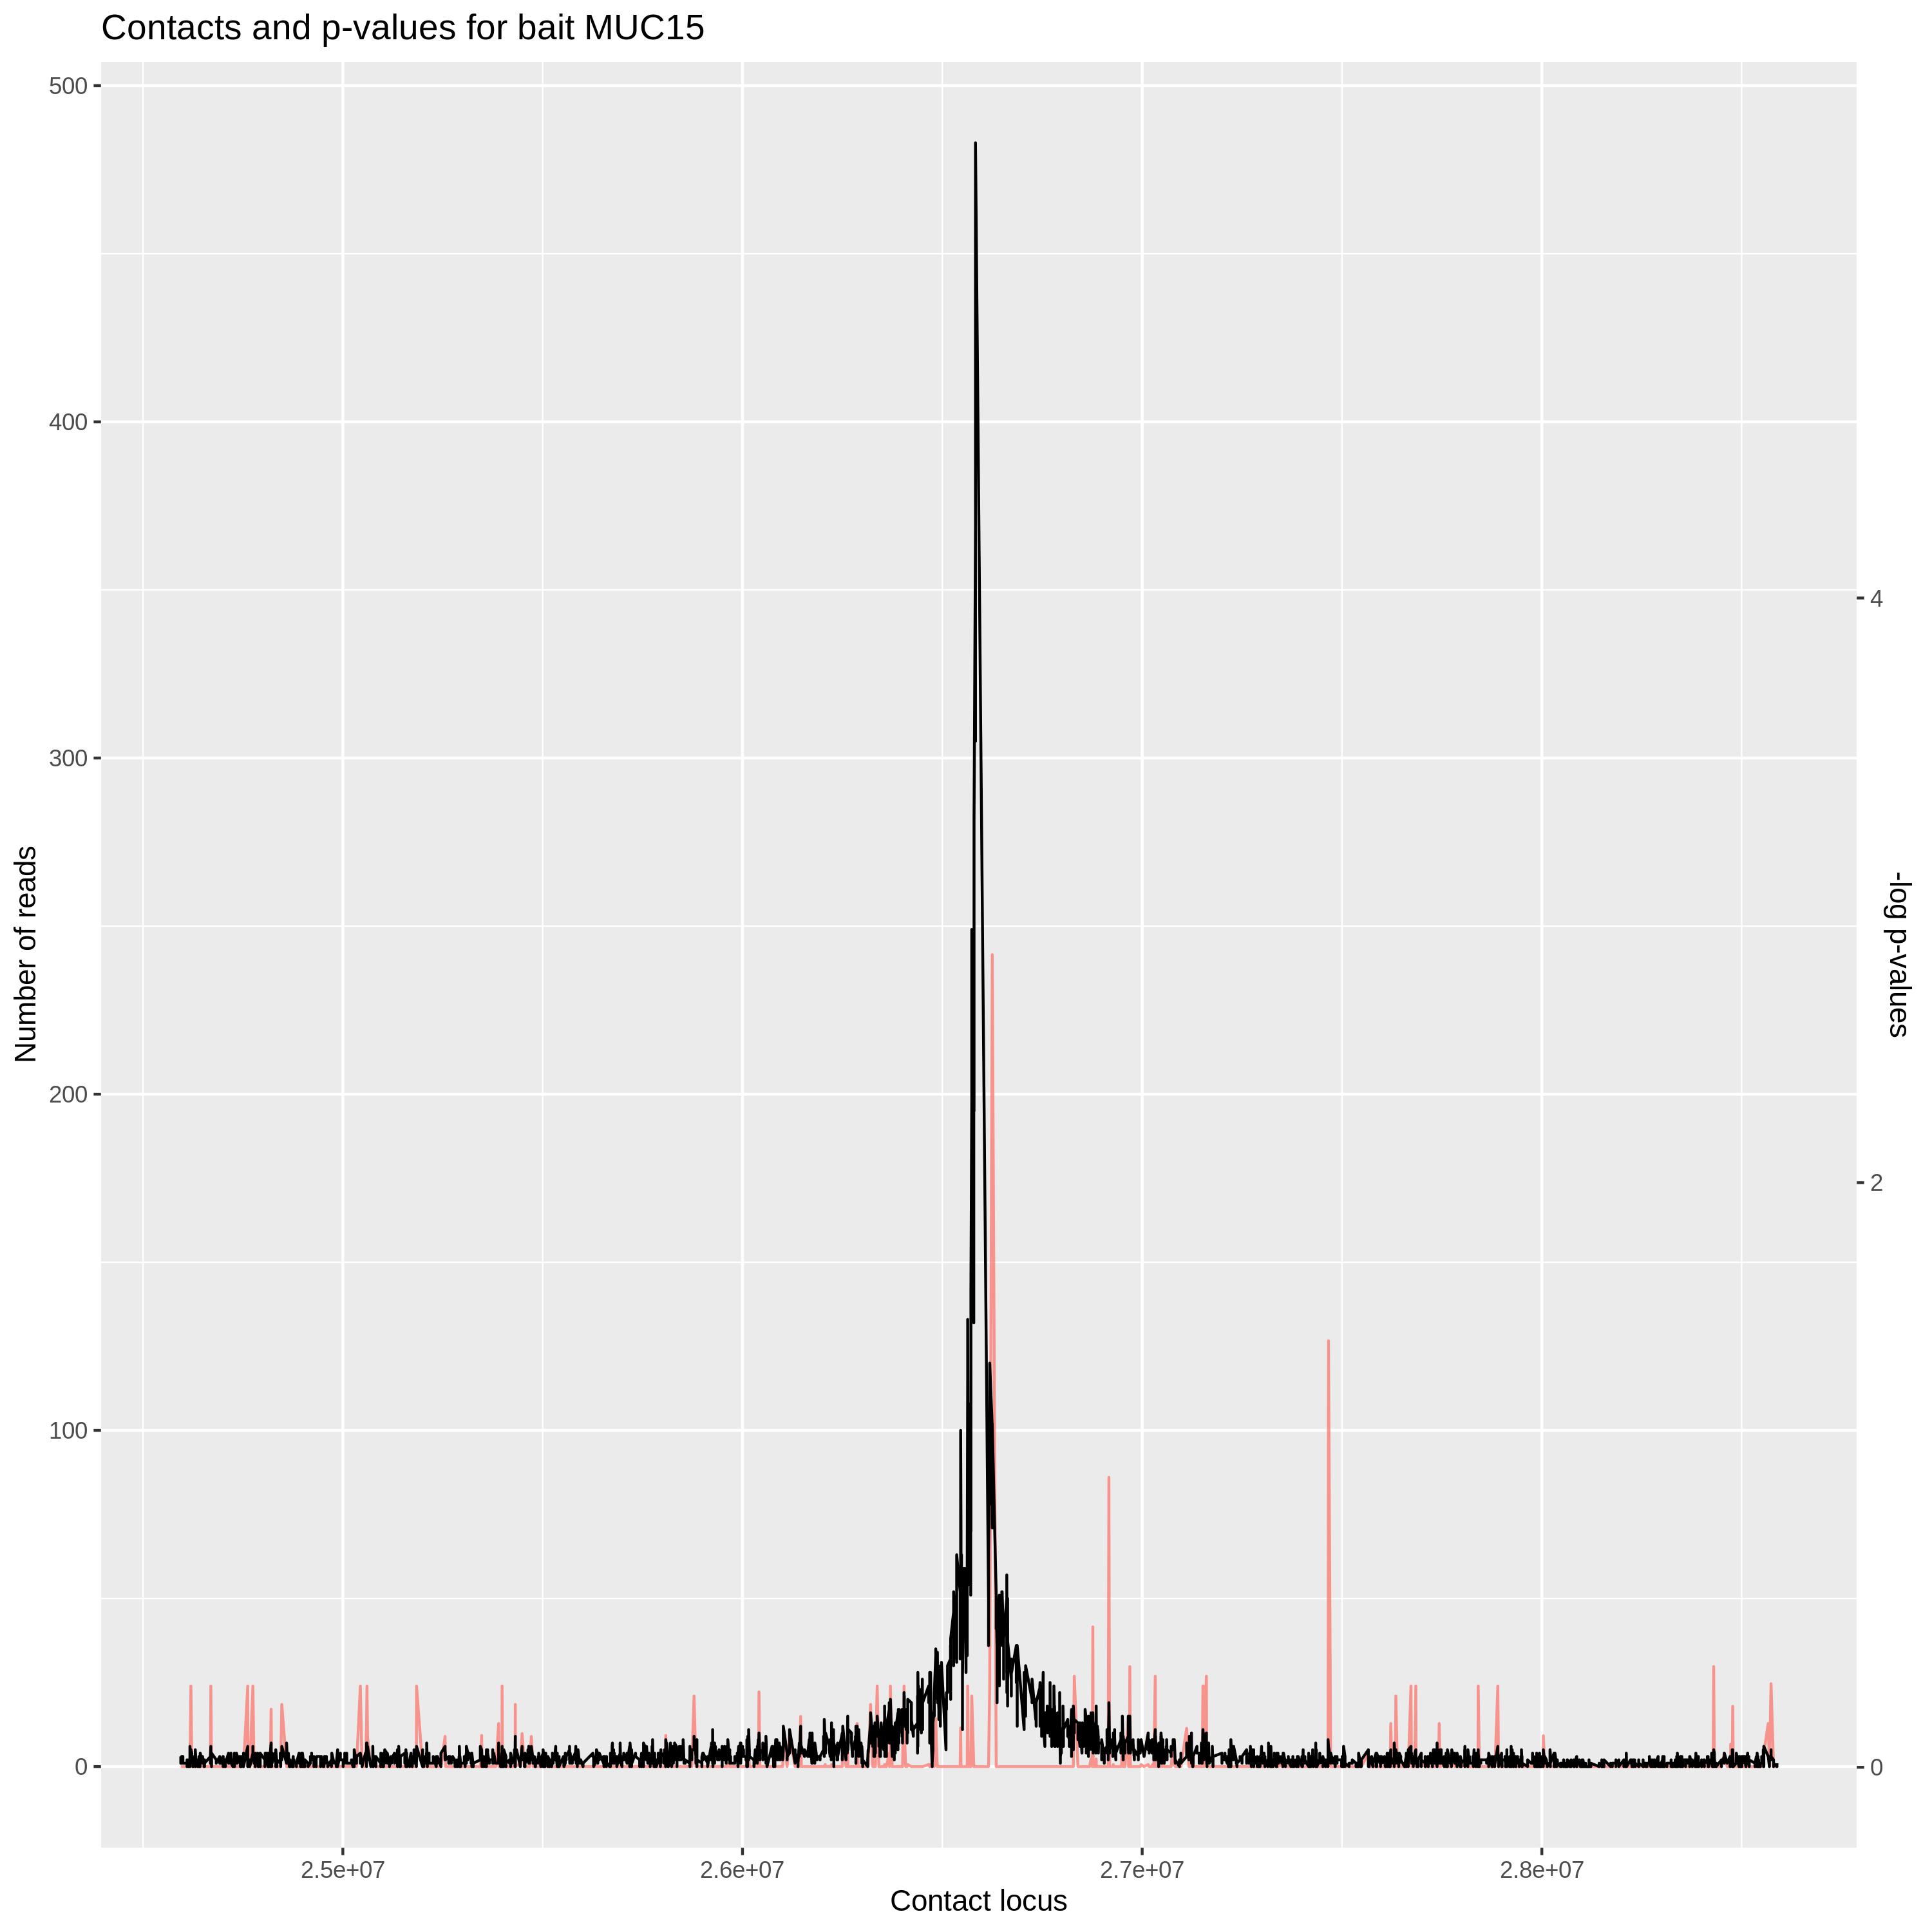 Contacts and p-values for bait MUC15
500
400
300
200
100
0
Number of reads
4
2
0
-log p-values
2.5e+07
2.6e+07
2.7e+07
2.8e+07
Contact locus